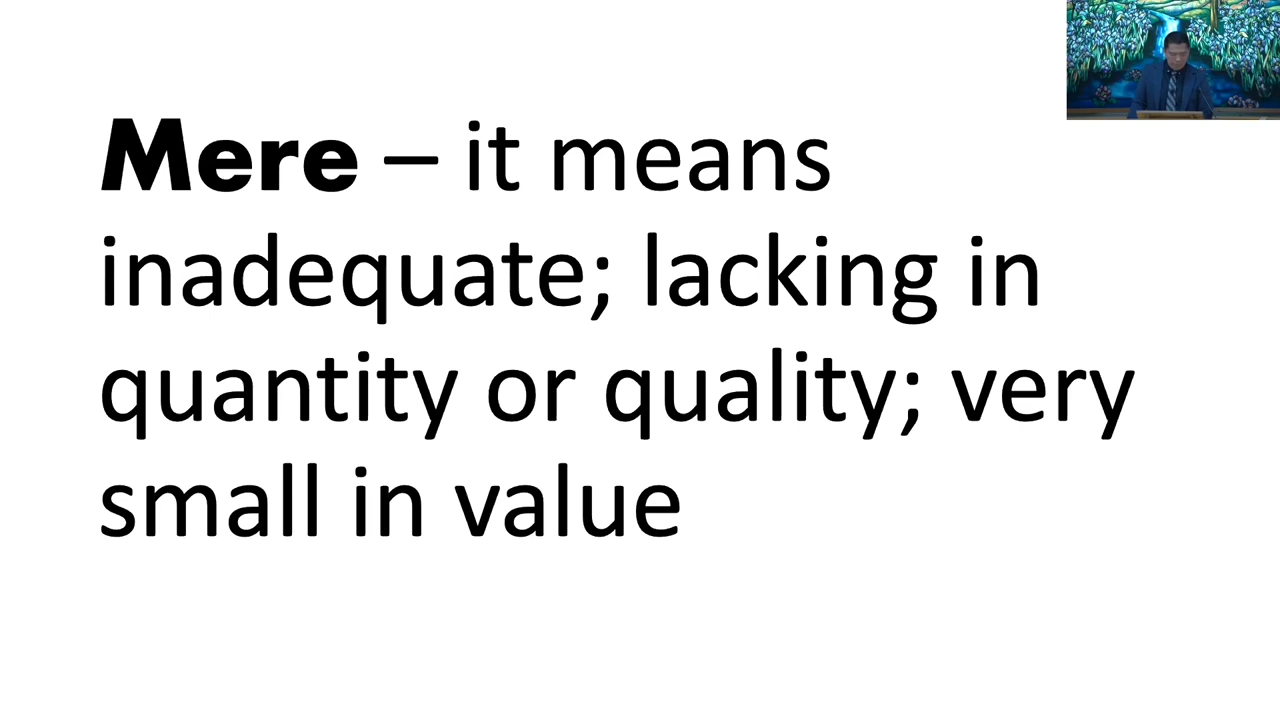 Mere – it means
inadequate; lacking in
quantity or quality; very
small in value